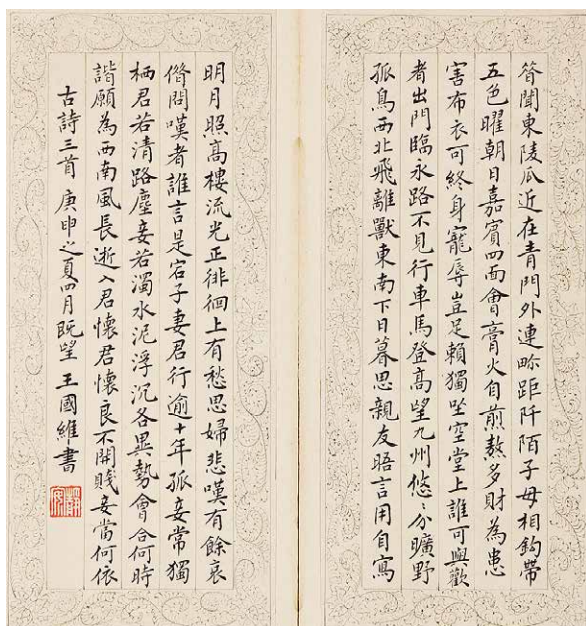 昔聞東陵瓜近在青門外連畛距阡陌子母相鈎帶
五色曜朝日嘉賓四面會膏火自煎熬多財為患
害布衣可終身寵辱豈足賴獨坐空堂上誰可與歡
者出門臨永路不見行車馬登高望九州悠〻分曠野
孤鳥西北飛離獸東南下日暮思親友晤言用自寫
明月照高樓流光正徘徊上有愁思婦悲嘆有餘哀
借問嘆者誰言是宕子妻君行逾十年孤妾常獨
栖君若清路塵妾若濁水泥浮沉各異勢會合何時
諧願為西南風長逝入君懷君懷良不開賤妾當何依
古詩三首 庚申之夏四月既望 王國維書
靜安